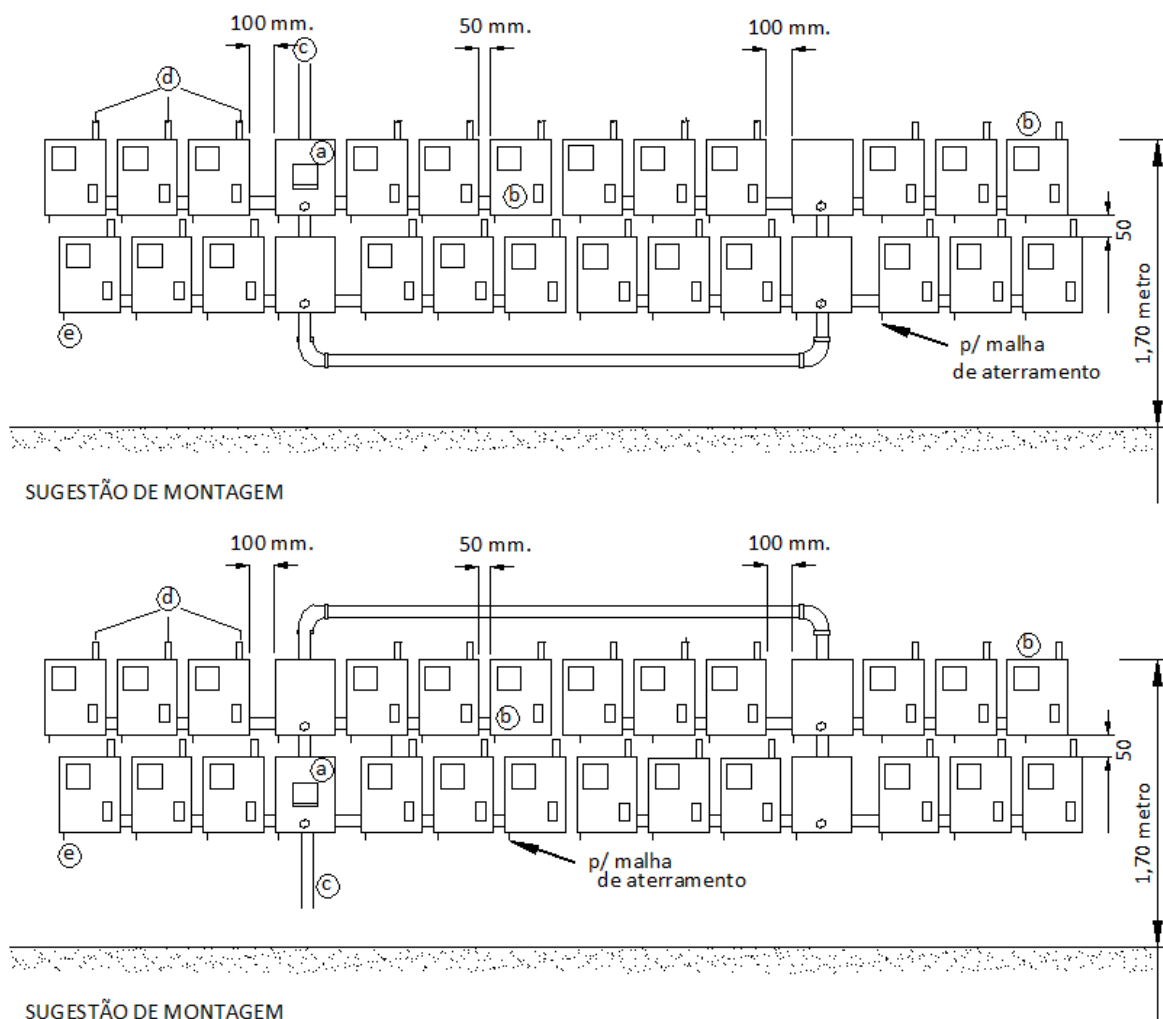 100 mm.
50 mm.
100 mm.
c
d
b
a
b
50
1,70 metro
e
p/ malha
de aterramento
SUGESTÃO DE MONTAGEM
100 mm.
50 mm.
100 mm.
d
b
b
50
a
1,70 metro
e
p/ malha
de aterramento
c
SUGESTÃO DE MONTAGEM